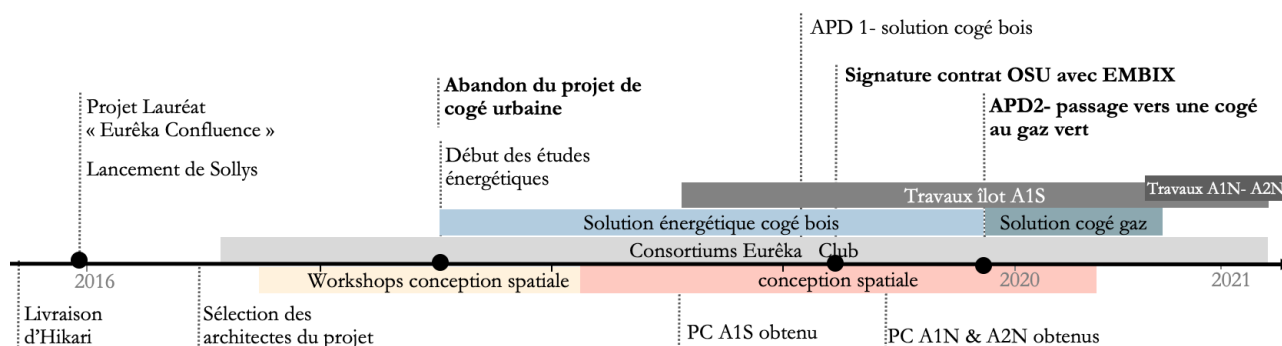 APD 1- solution cogé bois
Signature contrat OSU avec EMBIX
Abandon du projet de
cogé urbaine
APD2- passage vers une cogé
au gaz vert
Projet Lauréat
« Eurêka Confluence »
Lancement de Sollys
Début des études
énergétiques
Travaux îlot A1S
Travaux A1N- A2N
Solution énergétique cogé bois
Solution cogé gaz
Consortiums Eurêka Club
2016
Workshops conception spatiale
conception spatiale
2020
2021
Livraison
d'Hikari
Sélection des
architectes du projet
PC A1S obtenu
PC A1N & A2N obtenus